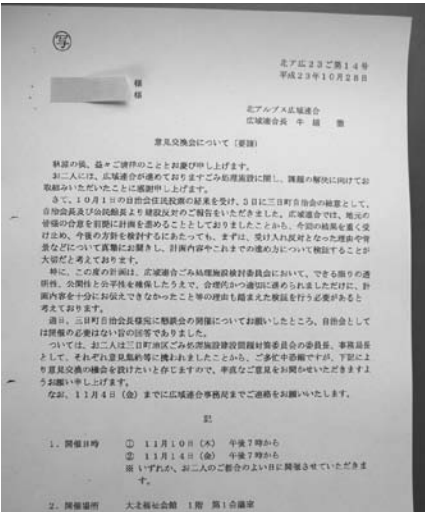 写
北ア広23ご第14号
平成23年10月28日
様
様
北アルプス広域連合
広域連合長 牛越 徹
意見交換会について（要請）
秋冷の候、益々ご清祥のこととお慶び申し上げます。
お二人には、広域連合が進めておりますごみ処理施設に関し、課題の解決に向けてお
取組みいただいたことに感謝申し上げます。
さて、10月1日の自治会住民投票の結果を受け、3日に三日町自治会の総意として、
自治会長及び公民館長より建設反対のご報告をいただきました。広域連合では、地元の
皆様の合意を前提に計画を進めることとしておりましたことから、今回の結果を重く受
け止め、今後の方針を検討するにあたっても、まずは、受け入れ反対となった理由や背
景などについて真摯にお聞きし、計画内容やこれまでの進め方について検証することが
大切だと考えております。
特に、この度の計画は、広域連合ごみ処理施設検討委員会において、できる限りの透
明性、公開性と公平性を確保したうえで、合理的かつ適切に進められましただけに、計
画内容を十分にお伝えできなかったこと等の理由も踏まえた検証を行う必要があると
考えております。
過日、三日町自治会長様宛に懇談会の開催についてお願いしたところ、自治会として
は開催の必要はない旨の回答でありました。
ついては、お二人は三日町地区ごみ処理施設建設問題対策委員会の委員長、事務局長
として、それぞれ意見集約等に携われましたことから、ご多忙中恐縮ですが、下記によ
り意見交換の機会を設けたいと存じますので、率直なご意見をお聞かせいただきますよ
うお願い申し上げます。
なお、11月4日（金）までに広域連合事務局までご連絡をお願いいたします。
記
1．開催日時 ① 11月10日（木） 午後7時から
② 11月14日（金） 午後7時から
※ いずれか、お二人のご都合のよい日に開催させていただきま
す。
2．開催場所 大北福祉会館 1階 第1会議室